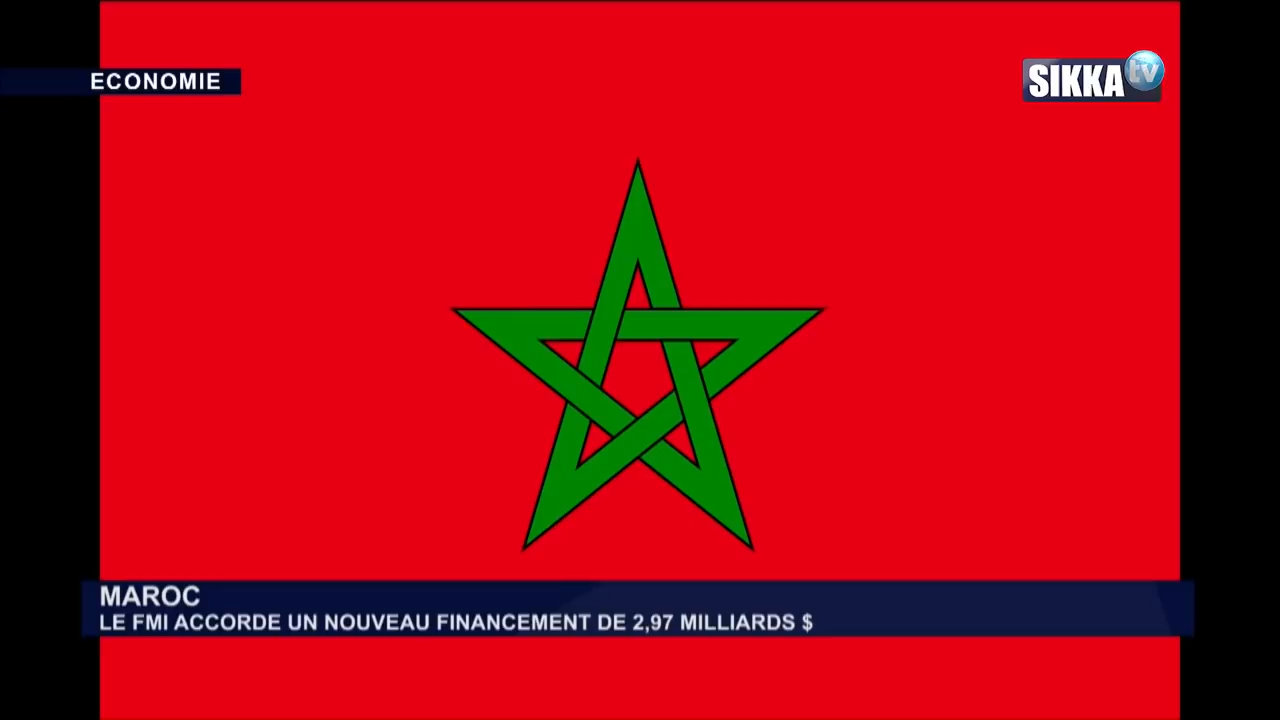 ECONOMIE
SIKKA tv
MAROC
LE FMI ACCORDE UN NOUVEAU FINANCEMENT DE 2,97 MILLIARDS $